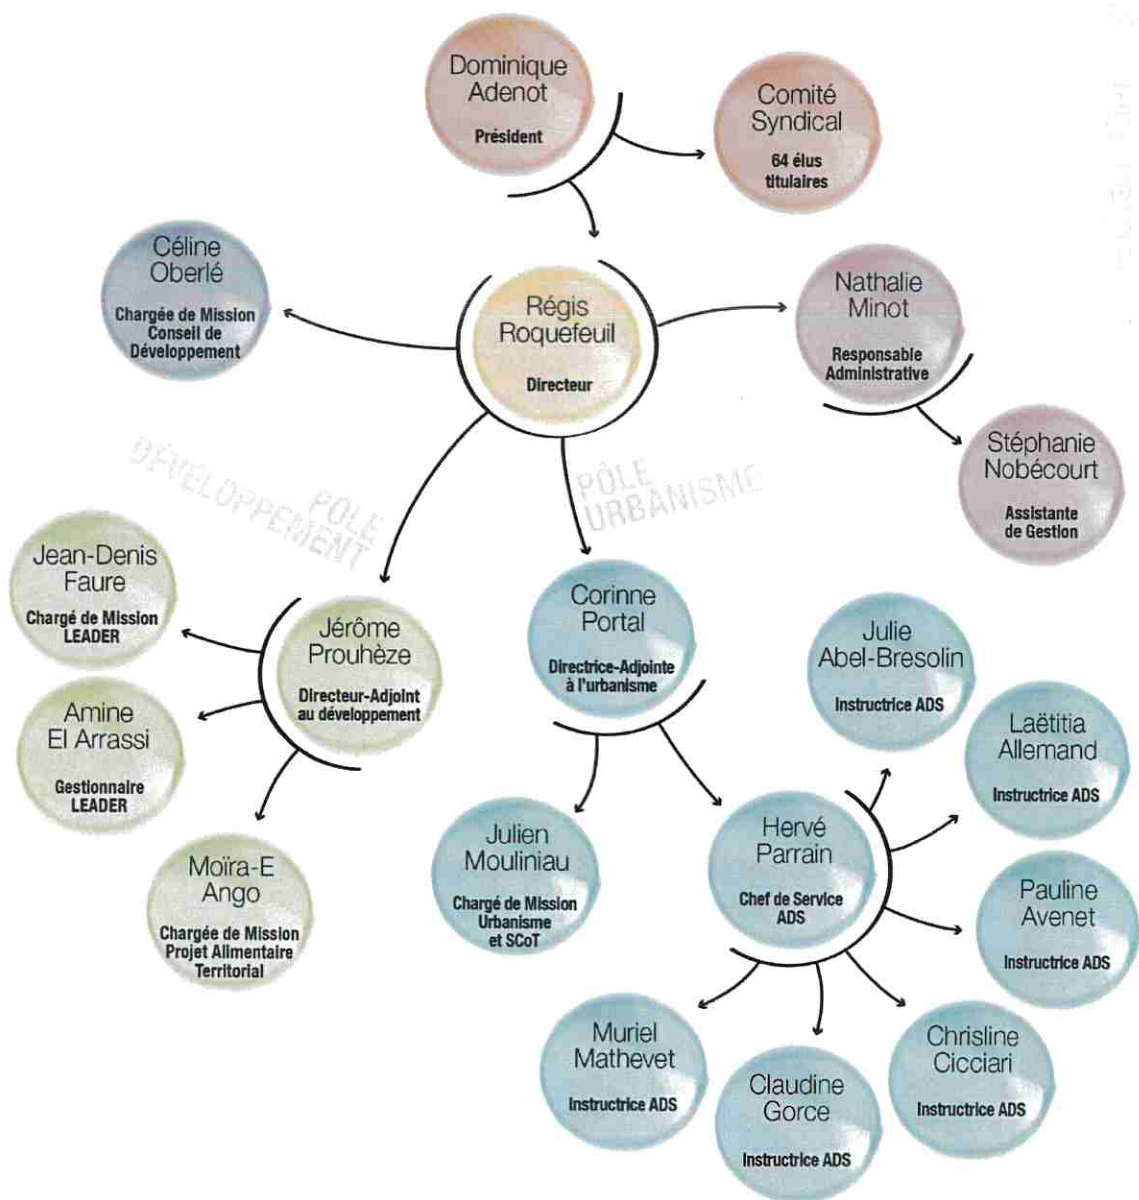 Dominique
Adenot
Président
Comité
Syndical
64 élus
titulaires
Céline
Oberlé
Chargée de Mission
Conseil de
Développement
Régis
Roquefeuil
Directeur
Nathalie
Minot
Responsable
Administrative
Stéphanie
Nobécourt
Assistante
de Gestion
PÔLE
DÉVELOPPEMENT
PÔLE
URBANISME
Jean-Denis
Faure
Chargé de Mission
LEADER
Jérôme
Prouhèze
Directeur-Adjoint
au développement
Amine
El Arrassi
Gestionnaire
LEADER
Moïra-E
Ango
Chargée de Mission
Projet Alimentaire
Territorial
Corinne
Portal
Directrice-Adjointe
à l'urbanisme
Julien
Mouliniau
Chargé de Mission
Urbanisme
et SCoT
Hervé
Parrain
Chef de Service
ADS
Julie
Abel-Bresolin
Instructrice ADS
Laëtitia
Allemand
Instructrice ADS
Pauline
Avenet
Instructrice ADS
Chrisline
Cicciari
Instructrice ADS
Claudine
Gorce
Instructrice ADS
Muriel
Mathevet
Instructrice ADS